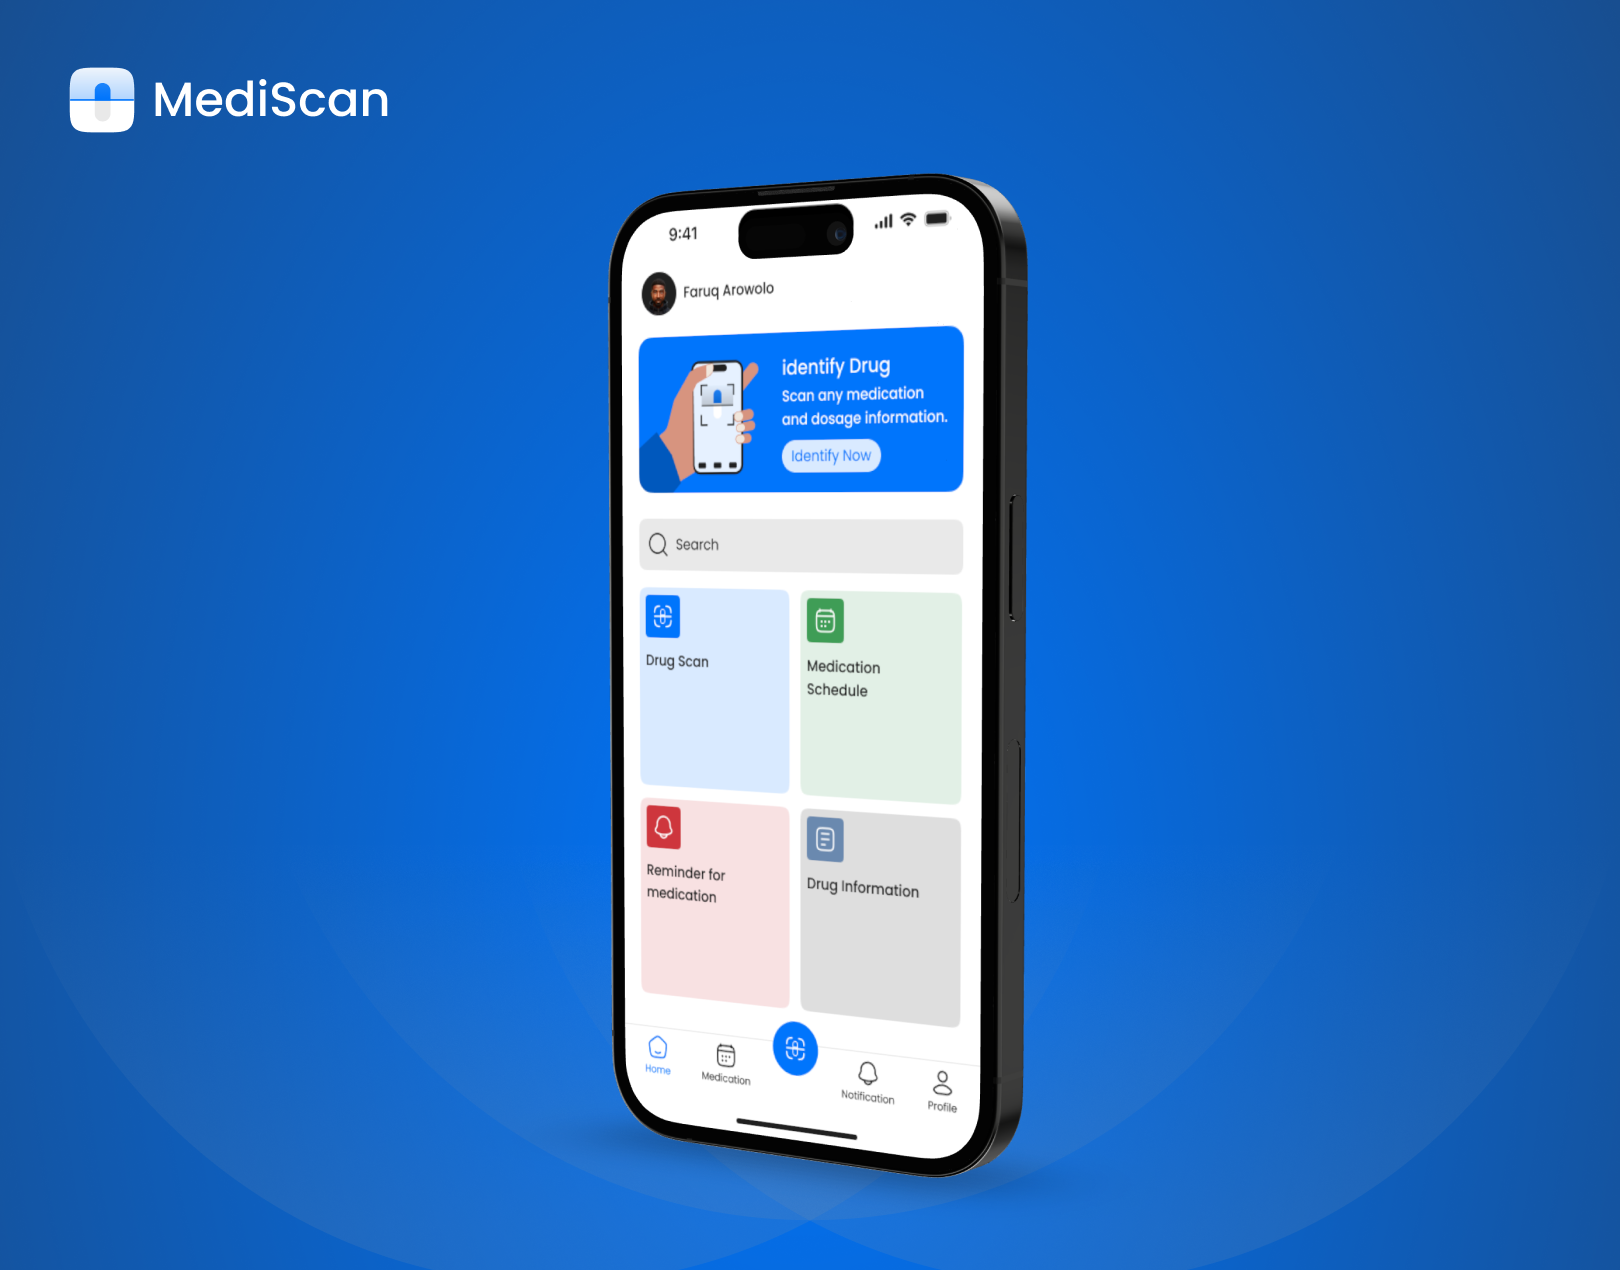 MediScan
9:41
Faruq Arowolo
identify Drug
Scan any medication
and dosage information.
Identify Now
Search
Drug Scan
Medication
Schedule
Reminder for
medication
Drug Information
Home
Medication
Notification
Profile